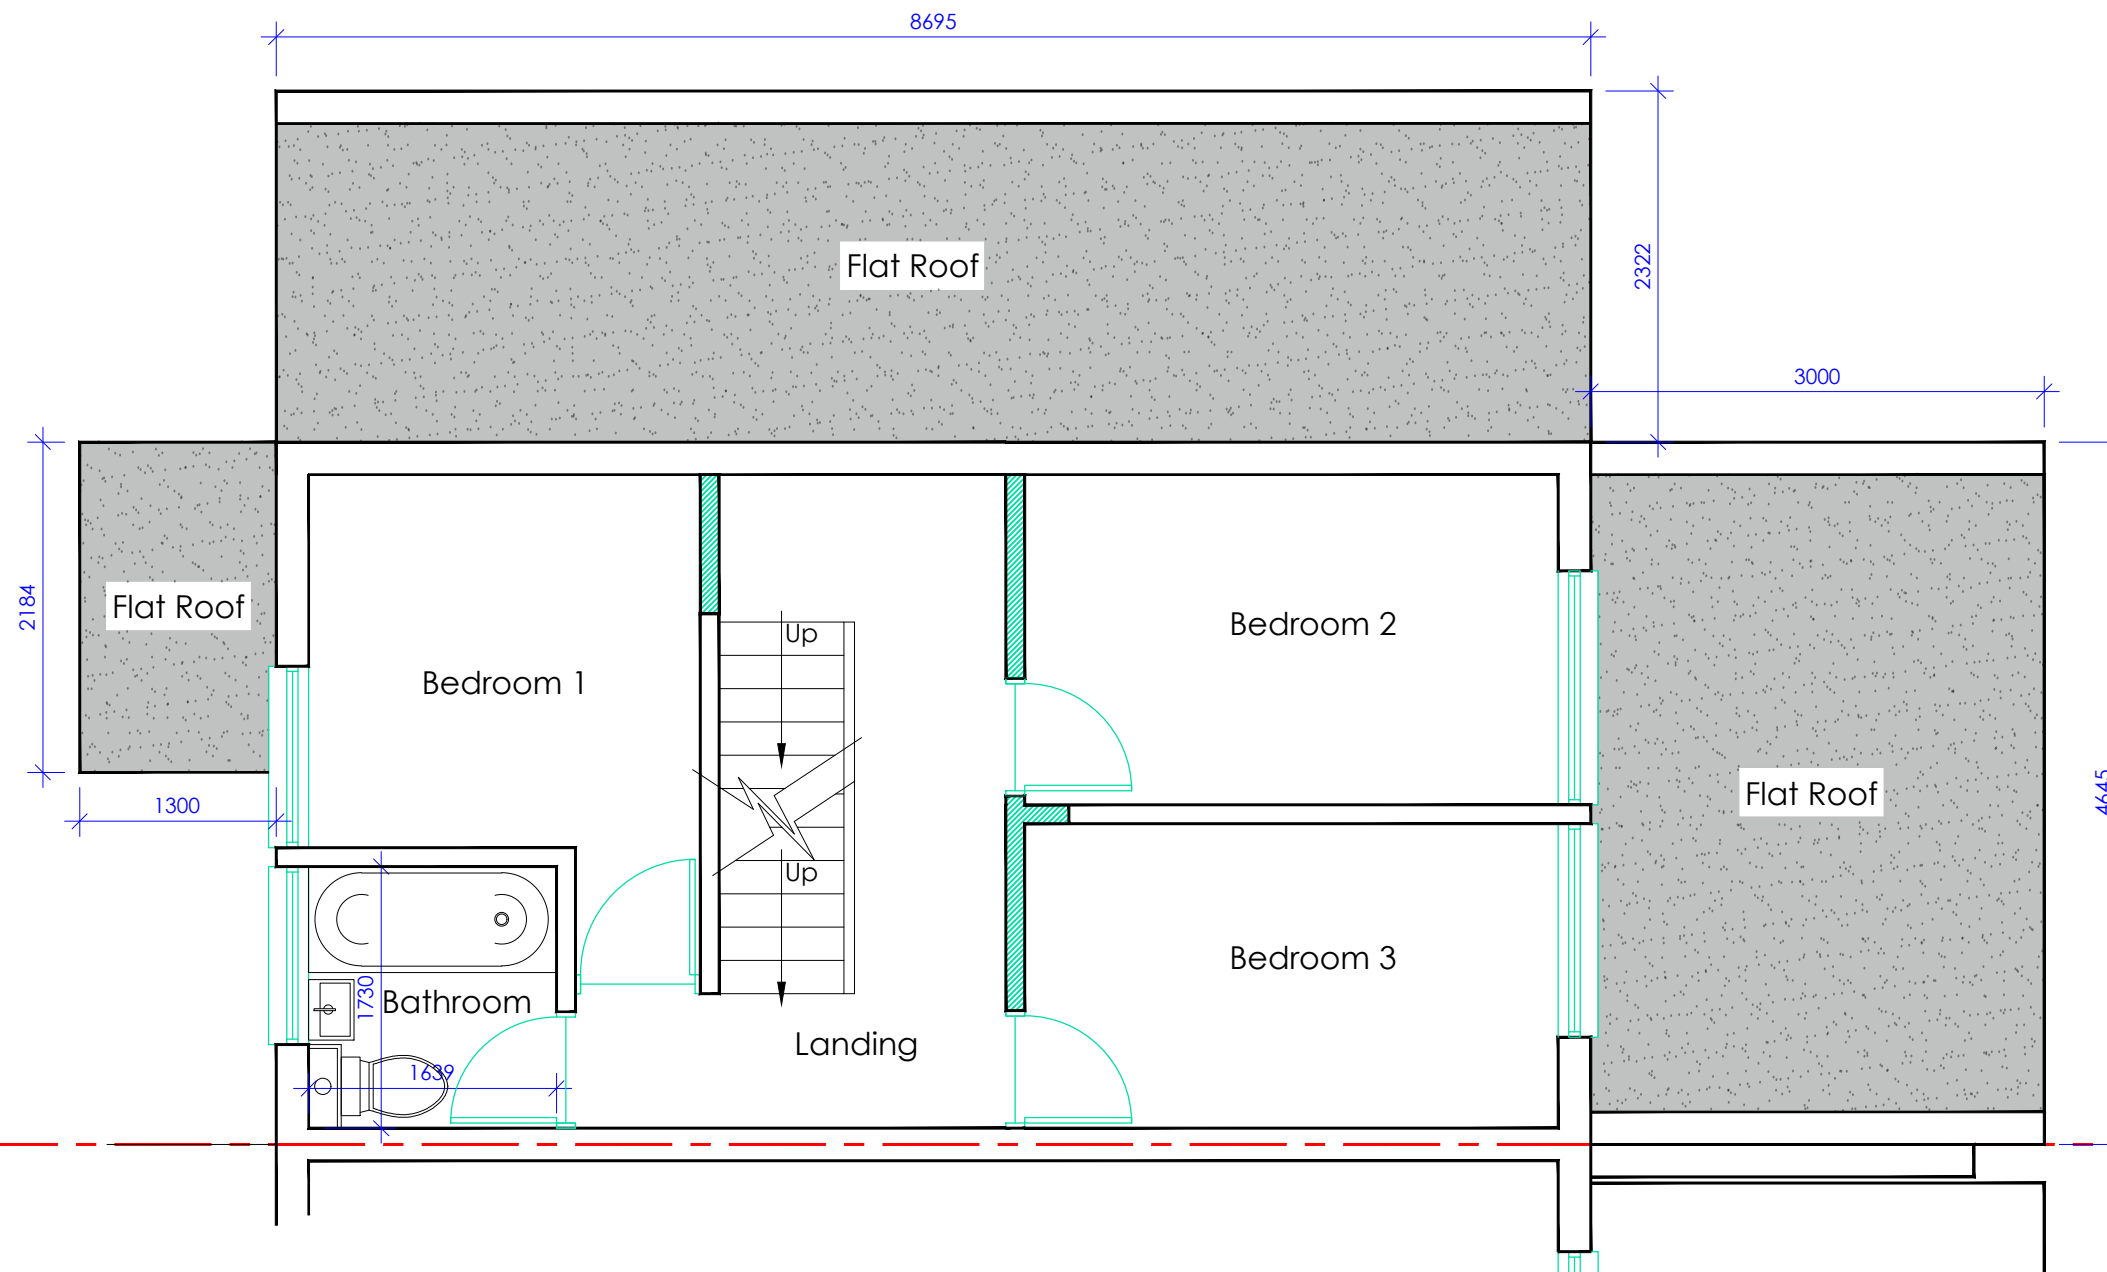 8695
Flat Roof
2322
3000
2184
Flat Roof
1300
Up
Bedroom 1
Bedroom 2
Flat Roof
4645
Up
Bedroom 3
1730
Bathroom
Landing
1639